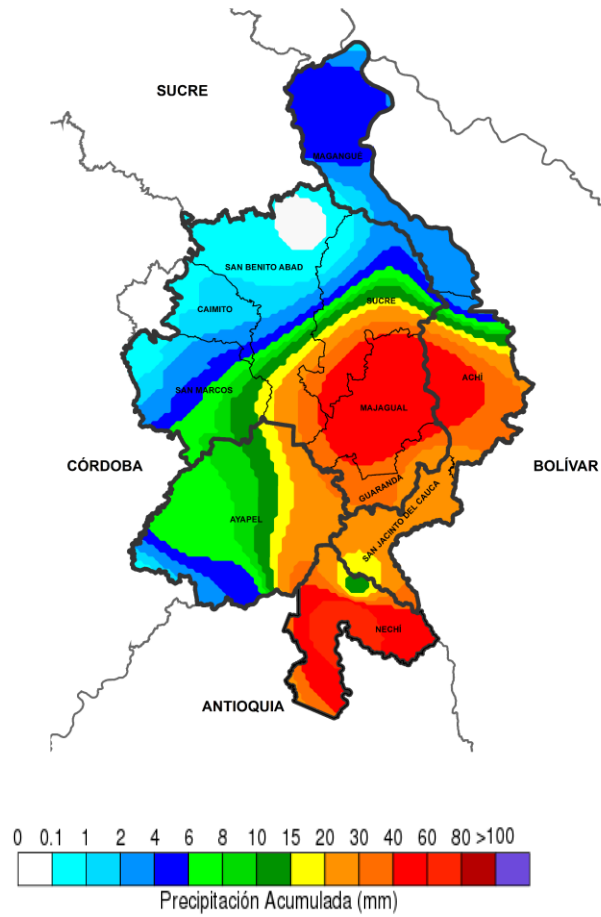 SUCRE
MAGANGUÉ
SAN BENITO ABAD
CAIMITO
SUCRE
SAN MARCOS
ACHÍ
MAJAGUAL
CÓRDOBA
BOLÍVAR
GUARANDA
AYAPEL
SAN JACINTO DEL CAUCA
NECHÍ
ANTIOQUIA
0 0.1 1 2 4 6 8 10 15 20 30 40 60 80 >100
Precipitación Acumulada (mm)